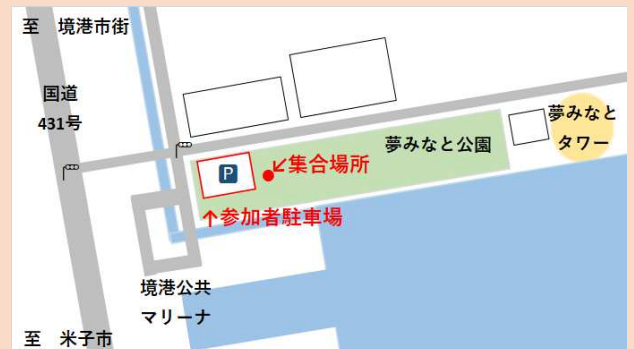 至 境港市街
国道
431号
夢みなと
タワー
夢みなと公園
P
↙集合場所
↑参加者駐車場
境港公共
マリーナ
至 米子市